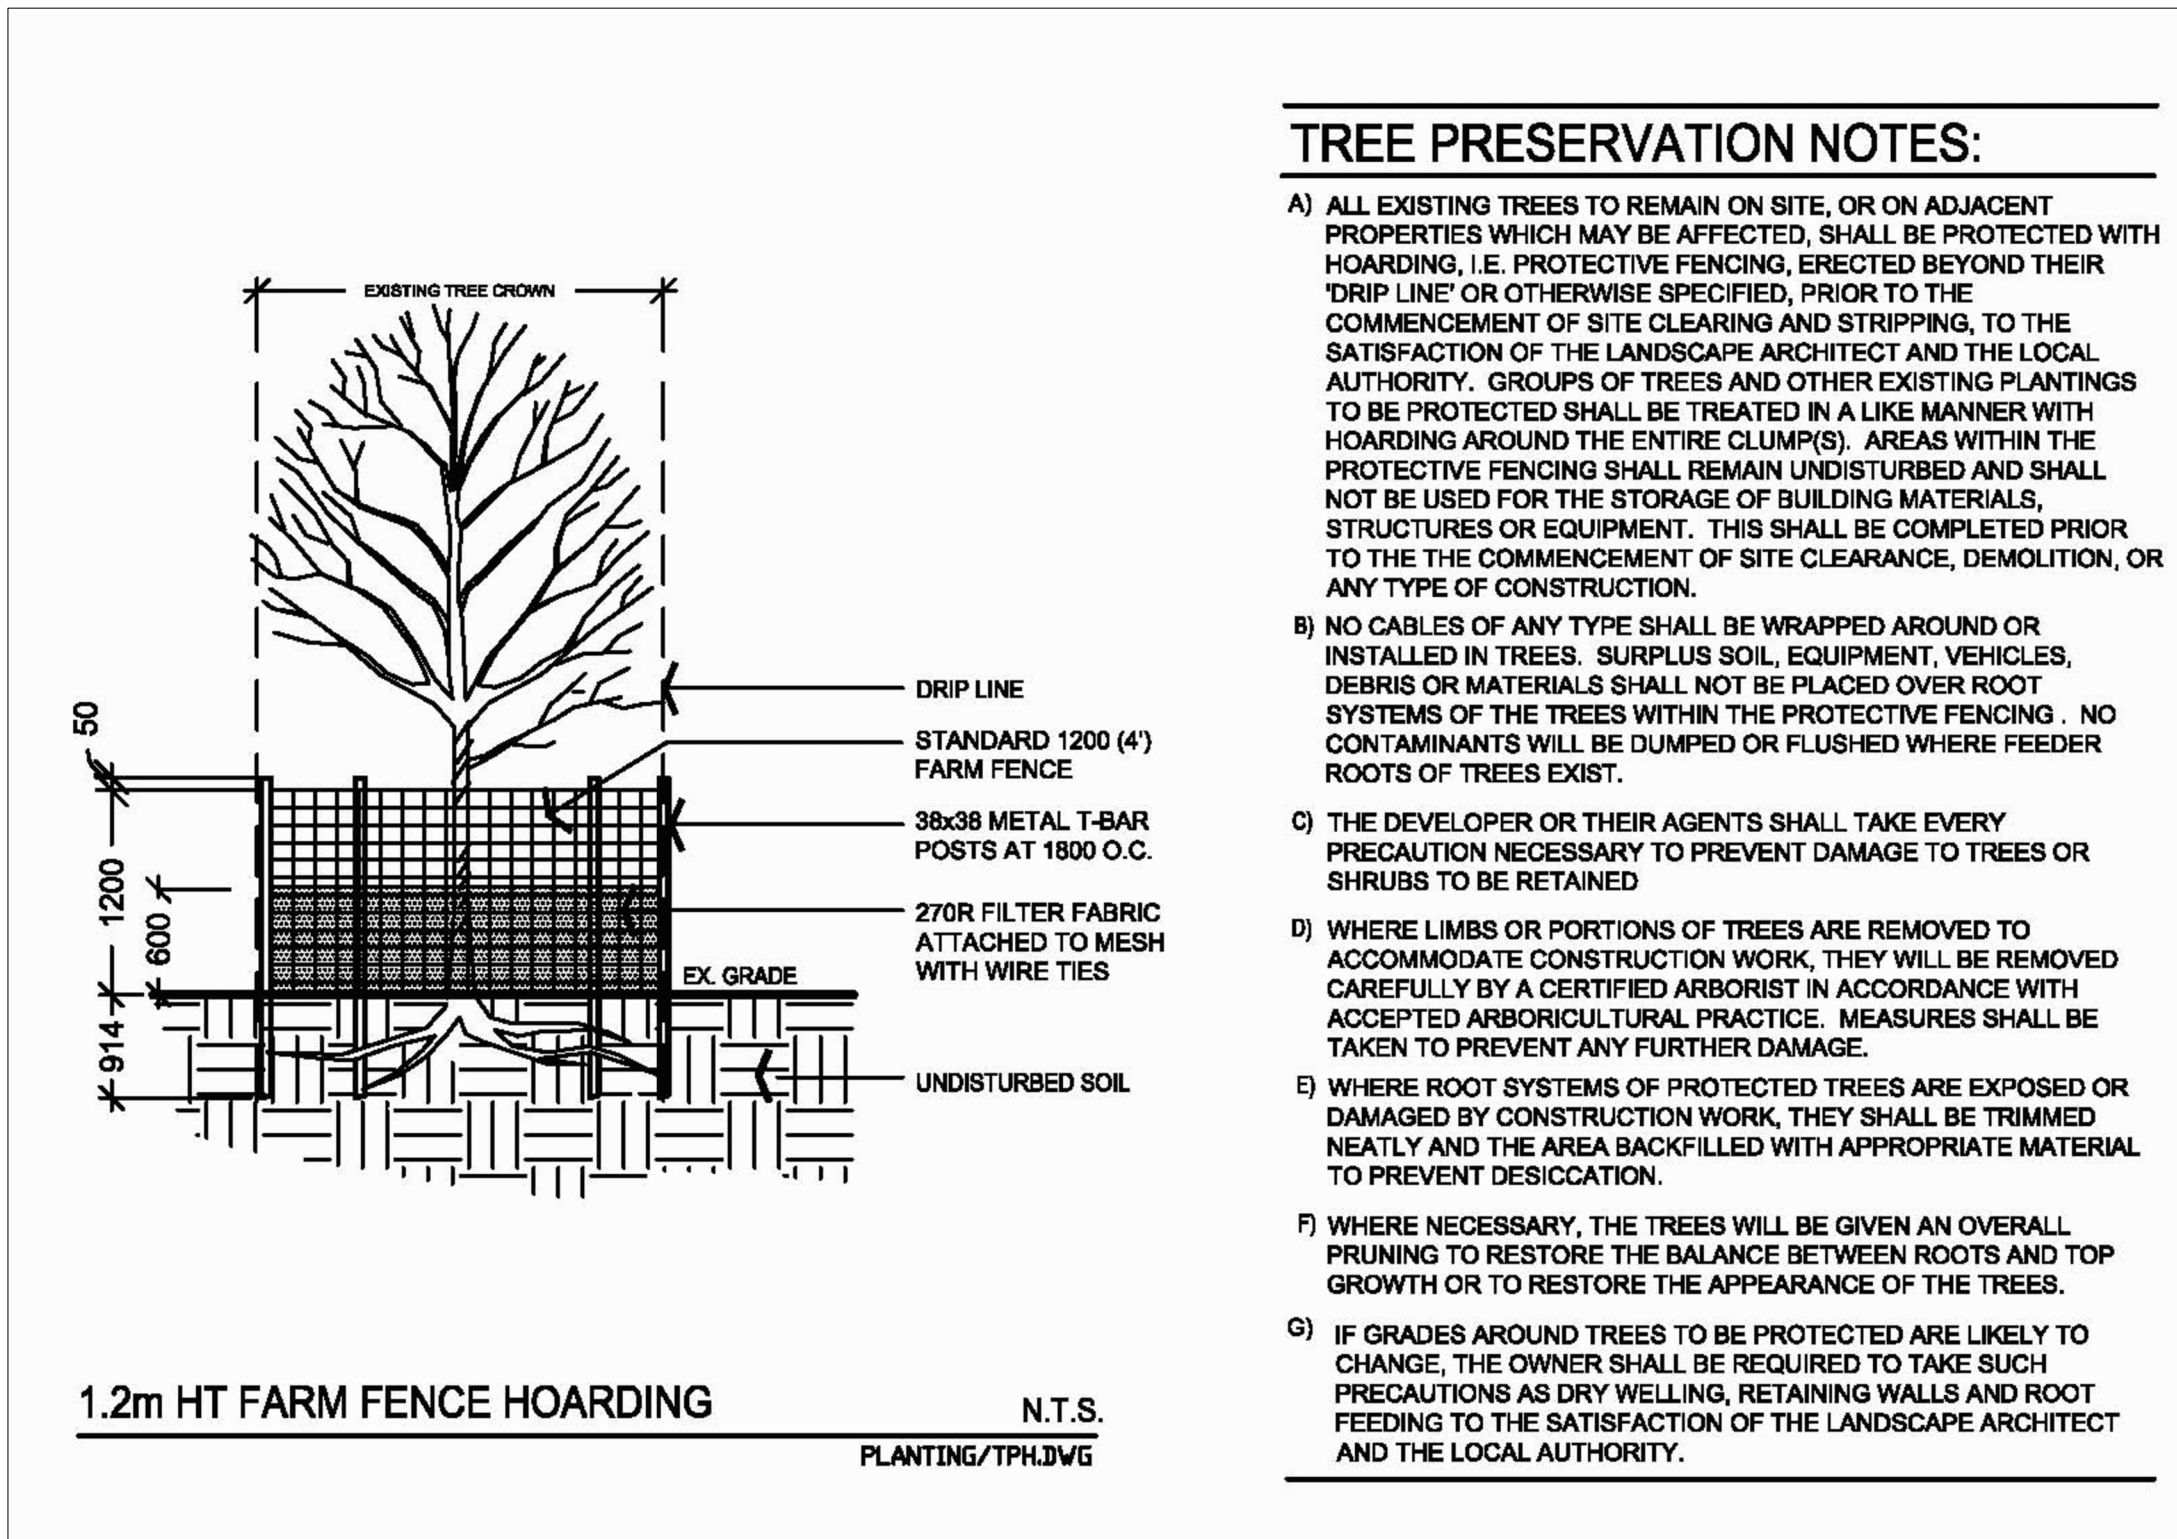 EXISTING TREE CROWN
DRIP LINE
50
STANDARD 1200 (4')
FARM FENCE
38x38 METAL T-BAR
POSTS AT 1800 O.C.
1200
600
270R FILTER FABRIC
ATTACHED TO MESH
WITH WIRE TIES
EX. GRADE
914
UNDISTURBED SOIL
1.2m HT FARM FENCE HOARDING
N.T.S.
PLANTING/TPH.DWG
TREE PRESERVATION NOTES:
A) ALL EXISTING TREES TO REMAIN ON SITE, OR ON ADJACENT
PROPERTIES WHICH MAY BE AFFECTED, SHALL BE PROTECTED WITH
HOARDING, I.E. PROTECTIVE FENCING, ERECTED BEYOND THEIR
'DRIP LINE' OR OTHERWISE SPECIFIED, PRIOR TO THE
COMMENCEMENT OF SITE CLEARING AND STRIPPING, TO THE
SATISFACTION OF THE LANDSCAPE ARCHITECT AND THE LOCAL
AUTHORITY. GROUPS OF TREES AND OTHER EXISTING PLANTINGS
TO BE PROTECTED SHALL BE TREATED IN A LIKE MANNER WITH
HOARDING AROUND THE ENTIRE CLUMP(S). AREAS WITHIN THE
PROTECTIVE FENCING SHALL REMAIN UNDISTURBED AND SHALL
NOT BE USED FOR THE STORAGE OF BUILDING MATERIALS,
STRUCTURES OR EQUIPMENT. THIS SHALL BE COMPLETED PRIOR
TO THE THE COMMENCEMENT OF SITE CLEARANCE, DEMOLITION, OR
ANY TYPE OF CONSTRUCTION.
B) NO CABLES OF ANY TYPE SHALL BE WRAPPED AROUND OR
INSTALLED IN TREES. SURPLUS SOIL, EQUIPMENT, VEHICLES,
DEBRIS OR MATERIALS SHALL NOT BE PLACED OVER ROOT
SYSTEMS OF THE TREES WITHIN THE PROTECTIVE FENCING . NO
CONTAMINANTS WILL BE DUMPED OR FLUSHED WHERE FEEDER
ROOTS OF TREES EXIST.
C) THE DEVELOPER OR THEIR AGENTS SHALL TAKE EVERY
PRECAUTION NECESSARY TO PREVENT DAMAGE TO TREES OR
SHRUBS TO BE RETAINED
D) WHERE LIMBS OR PORTIONS OF TREES ARE REMOVED TO
ACCOMMODATE CONSTRUCTION WORK, THEY WILL BE REMOVED
CAREFULLY BY A CERTIFIED ARBORIST IN ACCORDANCE WITH
ACCEPTED ARBORICULTURAL PRACTICE. MEASURES SHALL BE
TAKEN TO PREVENT ANY FURTHER DAMAGE.
E) WHERE ROOT SYSTEMS OF PROTECTED TREES ARE EXPOSED OR
DAMAGED BY CONSTRUCTION WORK, THEY SHALL BE TRIMMED
NEATLY AND THE AREA BACKFILLED WITH APPROPRIATE MATERIAL
TO PREVENT DESICCATION.
F) WHERE NECESSARY, THE TREES WILL BE GIVEN AN OVERALL
PRUNING TO RESTORE THE BALANCE BETWEEN ROOTS AND TOP
GROWTH OR TO RESTORE THE APPEARANCE OF THE TREES.
G) IF GRADES AROUND TREES TO BE PROTECTED ARE LIKELY TO
CHANGE, THE OWNER SHALL BE REQUIRED TO TAKE SUCH
PRECAUTIONS AS DRY WELLING, RETAINING WALLS AND ROOT
FEEDING TO THE SATISFACTION OF THE LANDSCAPE ARCHITECT
AND THE LOCAL AUTHORITY.